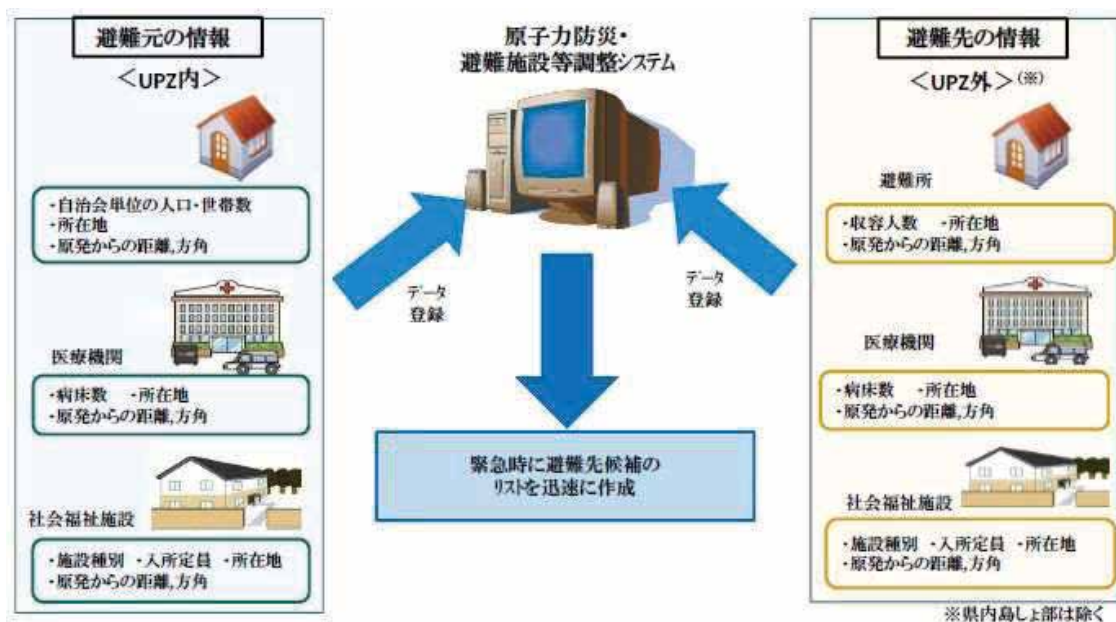 避難元の情報
＜UPZ内＞
・自治会単位の人口・世帯数
・所在地
・原発からの距離,方角
医療機関
・病床数　・所在地
・原発からの距離,方角
社会福祉施設
・施設種別　・入所定員　・所在地
・原発からの距離,方角
原子力防災・
避難施設等調整システム
データ
登録
データ
登録
緊急時に避難先候補の
リストを迅速に作成
避難先の情報
＜UPZ外＞(※)
避難所
・収容人数　・所在地
・原発からの距離,方角
医療機関
・病床数　・所在地
・原発からの距離,方角
社会福祉施設
・施設種別　・入所定員　・所在地
・原発からの距離,方角
※県内島しょ部は除く